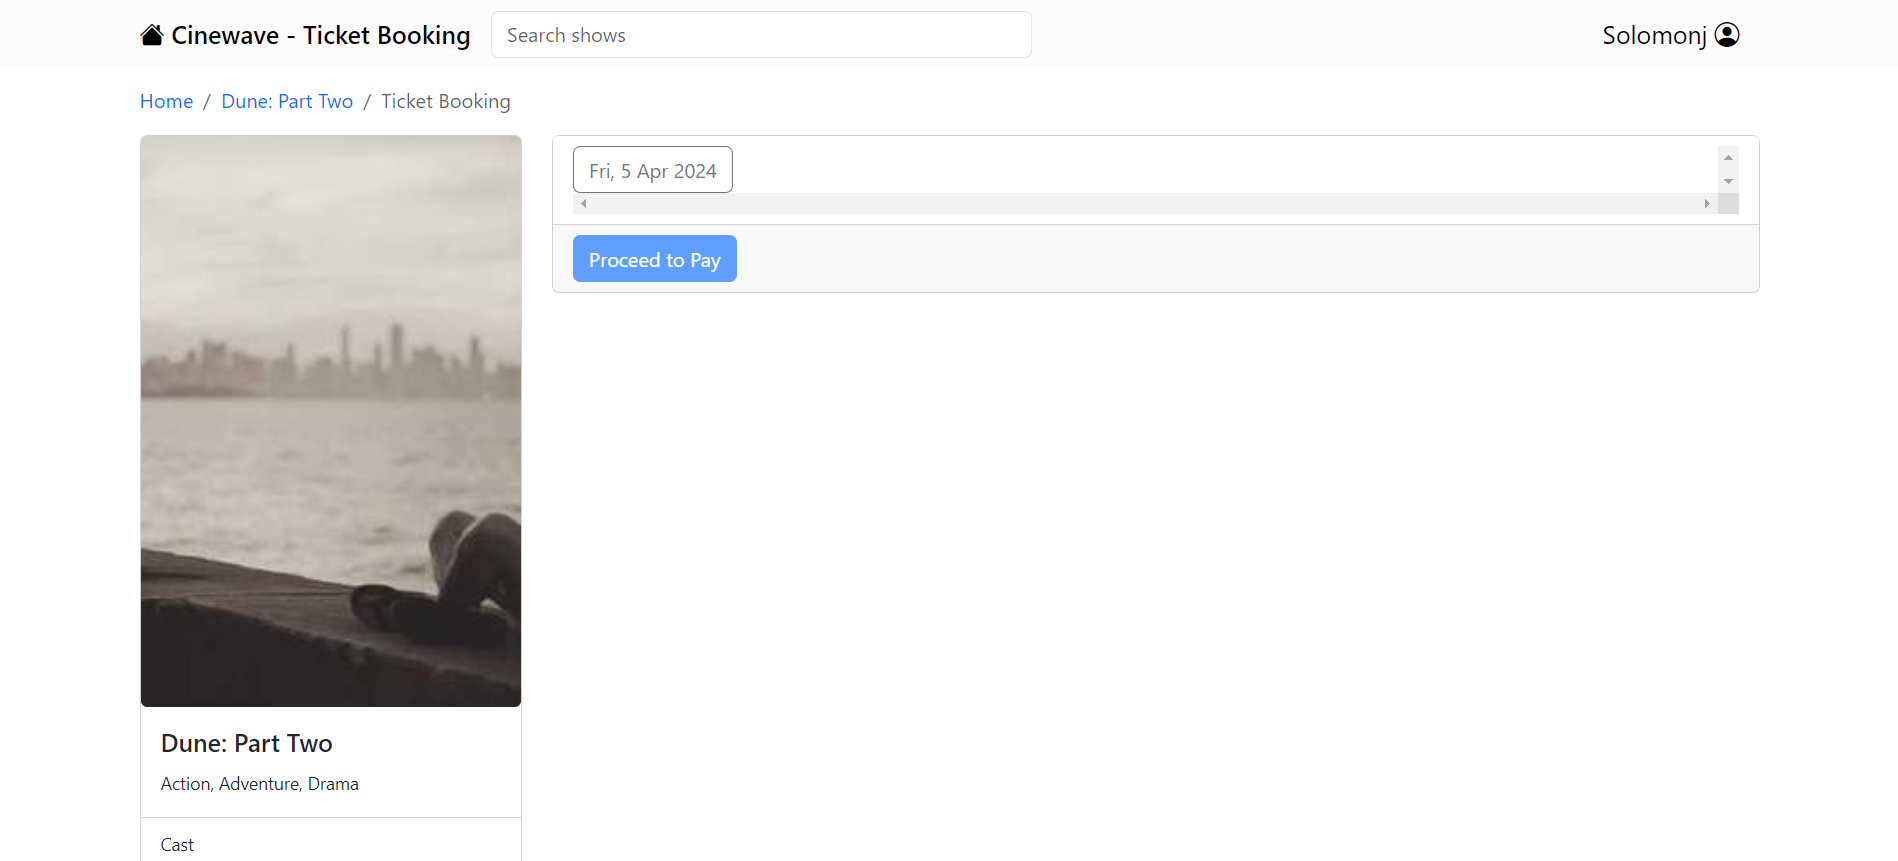 Cinewave - Ticket Booking
Search shows
Solomonj
Home / Dune: Part Two / Ticket Booking
Fri, 5 Apr 2024
Proceed to Pay
Dune: Part Two
Action, Adventure, Drama
Cast